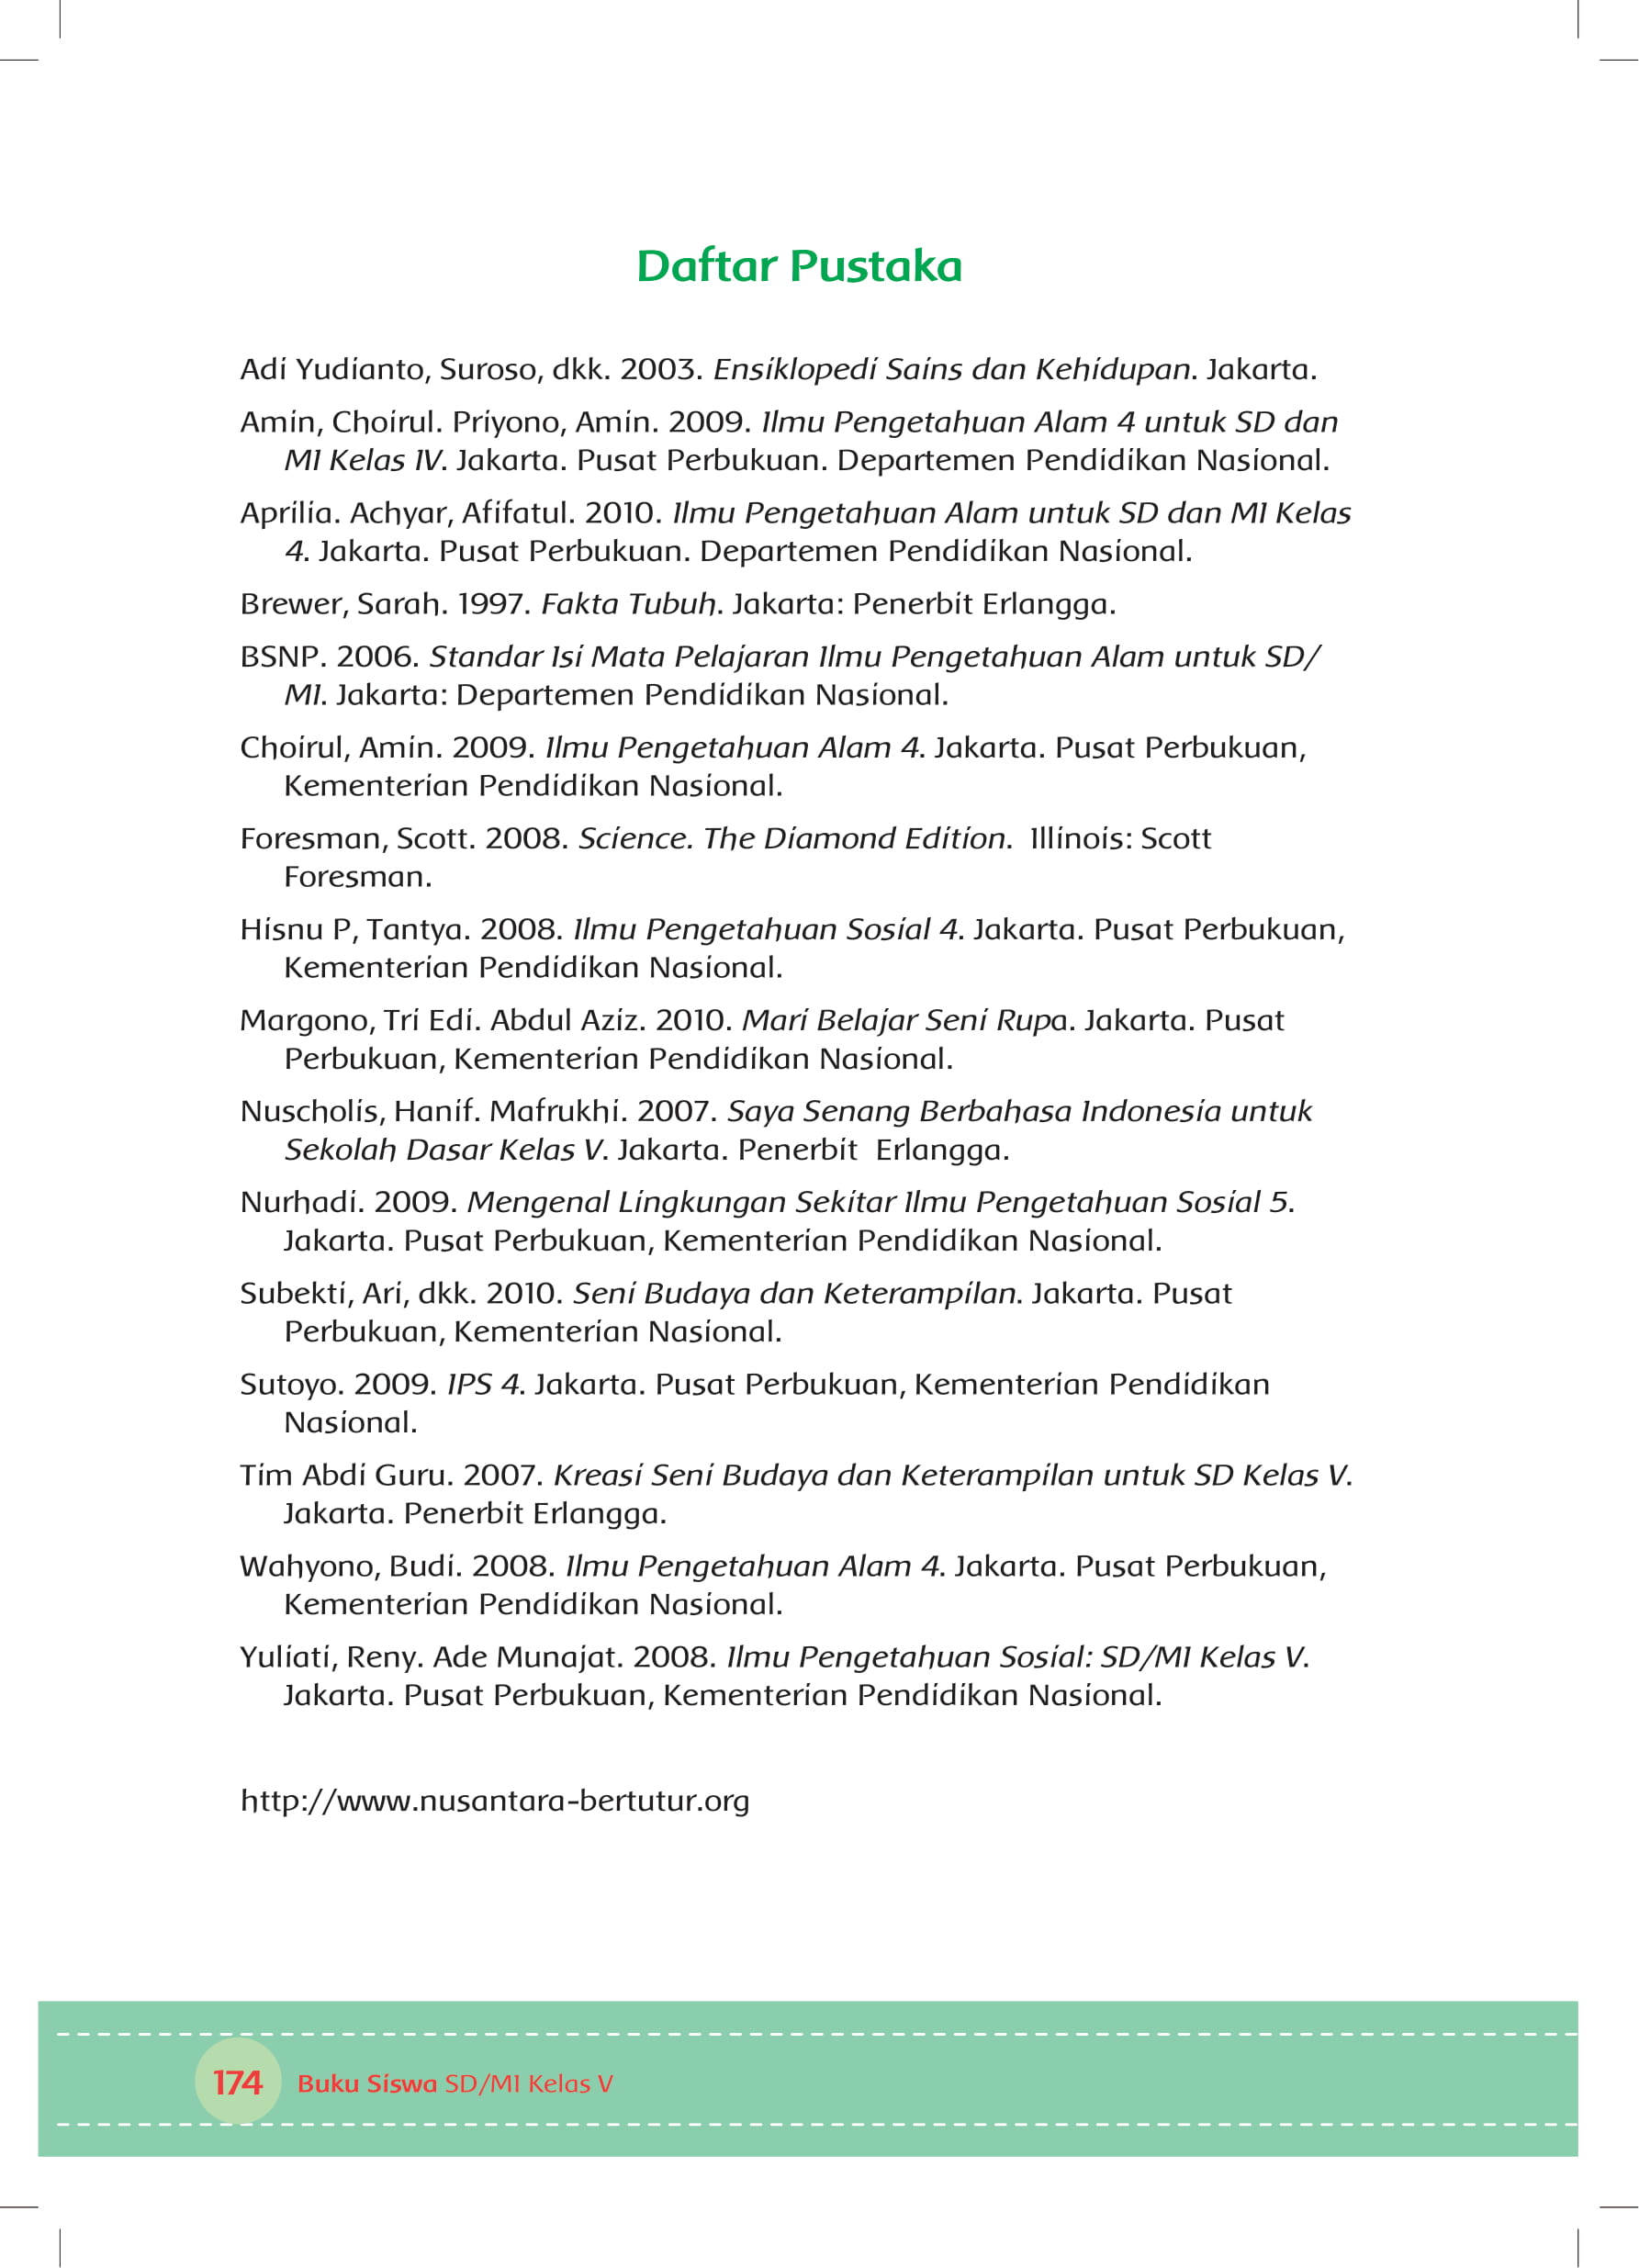 Daftar Pustaka
Adi Yudianto, Suroso, dkk. 2003. Ensiklopedi Sains dan Kehidupan. Jakarta.
Amin, Choirul. Priyono, Amin. 2009. Ilmu Pengetahuan Alam 4 untuk SD dan
MI Kelas IV. Jakarta. Pusat Perbukuan. Departemen Pendidikan Nasional.
Aprilia. Achyar, Afifatul. 2010. Ilmu Pengetahuan Alam untuk SD dan MI Kelas
4. Jakarta. Pusat Perbukuan. Departemen Pendidikan Nasional.
Brewer, Sarah. 1997. Fakta Tubuh. Jakarta: Penerbit Erlangga.
BSNP. 2006. Standar Isi Mata Pelajaran Ilmu Pengetahuan Alam untuk SD/
MI. Jakarta: Departemen Pendidikan Nasional.
Choirul, Amin. 2009. Ilmu Pengetahuan Alam 4. Jakarta. Pusat Perbukuan,
Kementerian Pendidikan Nasional.
Foresman, Scott. 2008. Science. The Diamond Edition.  Illinois: Scott
Foresman.
Hisnu P, Tantya. 2008. Ilmu Pengetahuan Sosial 4. Jakarta. Pusat Perbukuan,
Kementerian Pendidikan Nasional.
Margono, Tri Edi. Abdul Aziz. 2010. Mari Belajar Seni Rupa. Jakarta. Pusat
Perbukuan, Kementerian Pendidikan Nasional.
Nuscholis, Hanif. Mafrukhi. 2007. Saya Senang Berbahasa Indonesia untuk
Sekolah Dasar Kelas V. Jakarta. Penerbit  Erlangga.
Nurhadi. 2009. Mengenal Lingkungan Sekitar Ilmu Pengetahuan Sosial 5.
Jakarta. Pusat Perbukuan, Kementerian Pendidikan Nasional.
Subekti, Ari, dkk. 2010. Seni Budaya dan Keterampilan. Jakarta. Pusat
Perbukuan, Kementerian Nasional.
Sutoyo. 2009. IPS 4. Jakarta. Pusat Perbukuan, Kementerian Pendidikan
Nasional.
Tim Abdi Guru. 2007. Kreasi Seni Budaya dan Keterampilan untuk SD Kelas V.
Jakarta. Penerbit Erlangga.
Wahyono, Budi. 2008. Ilmu Pengetahuan Alam 4. Jakarta. Pusat Perbukuan,
Kementerian Pendidikan Nasional.
Yuliati, Reny. Ade Munajat. 2008. Ilmu Pengetahuan Sosial: SD/MI Kelas V.
Jakarta. Pusat Perbukuan, Kementerian Pendidikan Nasional.
http://www.nusantara-bertutur.org
174 Buku Siswa SD/MI Kelas V